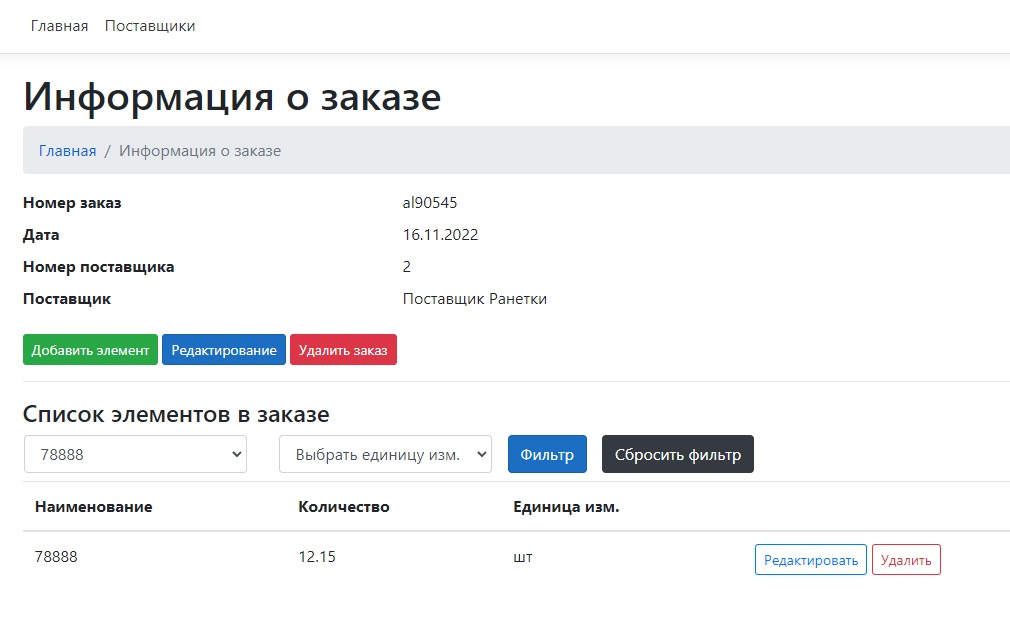 Главная Поставщики
Информация о заказе
Главная / Информация о заказе
Номер заказ al90545
Дата 16.11.2022
Номер поставщика 2
Поставщик Поставщик Ранетки
Добавить элемент Редактирование Удалить заказ
Список элементов в заказе
78888 Выбрать единицу изм. Фильтр Сбросить фильтр
Наименование Количество Единица изм.
78888 12.15 шт Редактировать Удалить